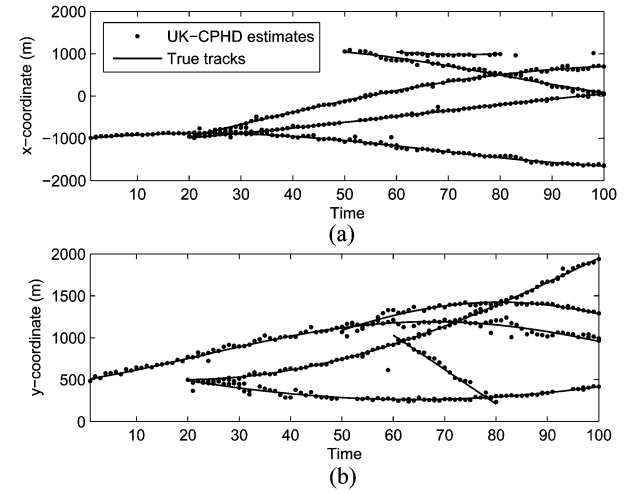 2000
1000
0
−1000
−2000
x−coordinate (m)
UK−CPHD estimates
True tracks
10 20 30 40 50 60 70 80 90 100
Time
(a)
2000
1500
1000
500
0
y−coordinate (m)
10 20 30 40 50 60 70 80 90 100
Time
(b)